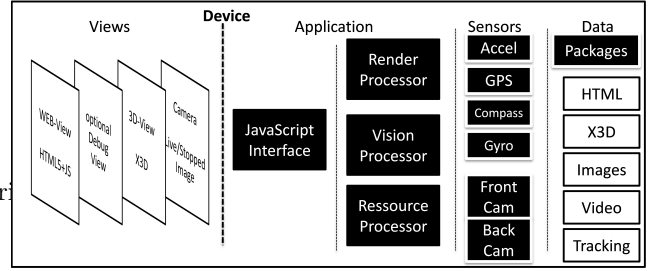 Device
Views
Application
Sensors
Data
WEB-View
HTML5+JS
optional
Debug
View
3D-View
X3D
Camera
Live/Stopped
Image
JavaScript
Interface
Render
Processor
Vision
Processor
Ressource
Processor
Accel
GPS
Compass
Gyro
Front
Cam
Back
Cam
Packages
HTML
X3D
Images
Video
Tracking